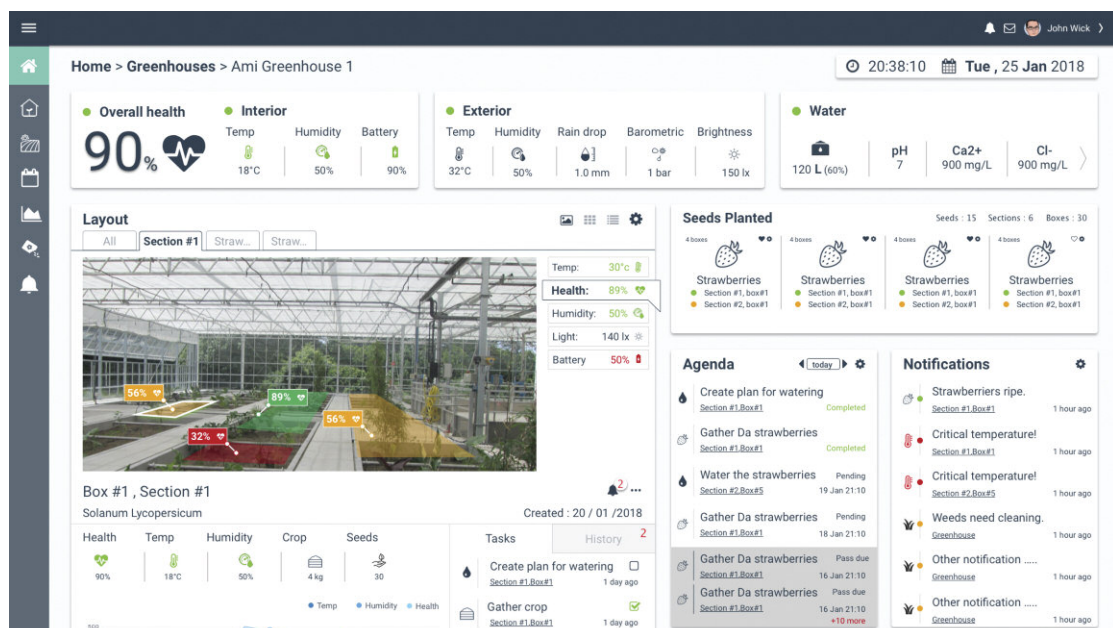 John Wick
Home > Greenhouses > Ami Greenhouse 1
20:38:10 Tue , 25 Jan 2018
Overall health
90%
Interior
Temp Humidity Battery
18°C 50% 90%
Exterior
Temp Humidity Rain drop Barometric Brightness
32°C 50% 1.0 mm 1 bar 150 lx
Water
120 L (60%)
pH
7
Ca2+
900 mg/L
Cl-
900 mg/L
Layout
All Section #1 Straw... Straw...
Temp: 30°c
Health: 89%
Humidity: 50%
Light: 140 lx
Battery 50%
56%
89%
56%
32%
Box #1 , Section #1
2
Solanum Lycopersicum
Created : 20 / 01 /2018
Health Temp Humidity Crop Seeds
90% 18°C 50% 4 kg 30
Temp Humidity Health
500
Tasks History 2
Create plan for watering
Section #1,Box#1 1 day ago
Gather crop
Section #1,Box#1 1 day ago
Seeds Planted
Seeds : 15 Sections : 6 Boxes : 30
4 boxes
Strawberries
Section #1, box#1
Section #2, box#1
4 boxes
Strawberries
Section #1, box#1
Section #2, box#1
4 boxes
Strawberries
Section #1, box#1
Section #2, box#1
4 boxes
Strawberries
Section #1, box#1
Section #2, box#1
Agenda today
Create plan for watering
Section #1,Box#1 Completed
Gather Da strawberries
Section #1,Box#1 Completed
Water the strawberries Pending
Section #2,Box#5 19 Jan 21:10
Gather Da strawberries Pending
Section #1,Box#1 18 Jan 21:10
Gather Da strawberries Pass due
Section #1,Box#1 16 Jan 21:10
Gather Da strawberries Pass due
Section #1,Box#1 16 Jan 21:10
+10 more
Notifications
Strawberriers ripe.
Section #1,Box#1 1 hour ago
Critical temperature!
Section #1,Box#1 1 hour ago
Critical temperature!
Section #2,Box#5 1 hour ago
Weeds need cleaning.
Greenhouse 1 hour ago
Other notification .....
Greenhouse 1 hour ago
Other notification .....
Greenhouse 1 hour ago